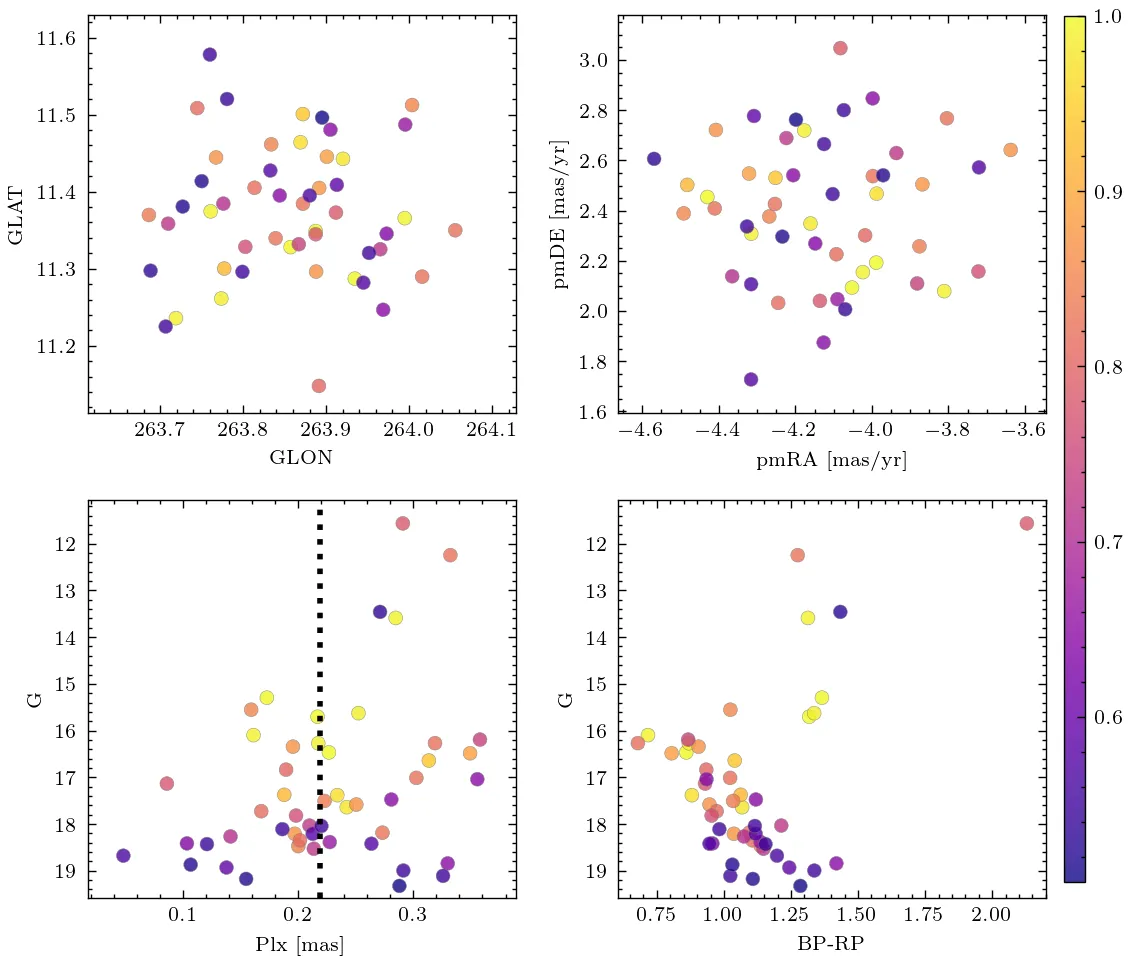 11.6
11.5
11.4
11.3
11.2
GLAT
263.7 263.8 263.9 264.0 264.1
GLON
3.0
2.8
2.6
2.4
2.2
2.0
1.8
1.6
pmDE [mas/yr]
−4.6 −4.4 −4.2 −4.0 −3.8 −3.6
pmRA [mas/yr]
1.0
0.9
0.8
0.7
0.6
12
13
14
15
16
17
18
19
G
0.1 0.2 0.3
Plx [mas]
12
13
14
15
16
17
18
19
G
0.75 1.00 1.25 1.50 1.75 2.00
BP-RP